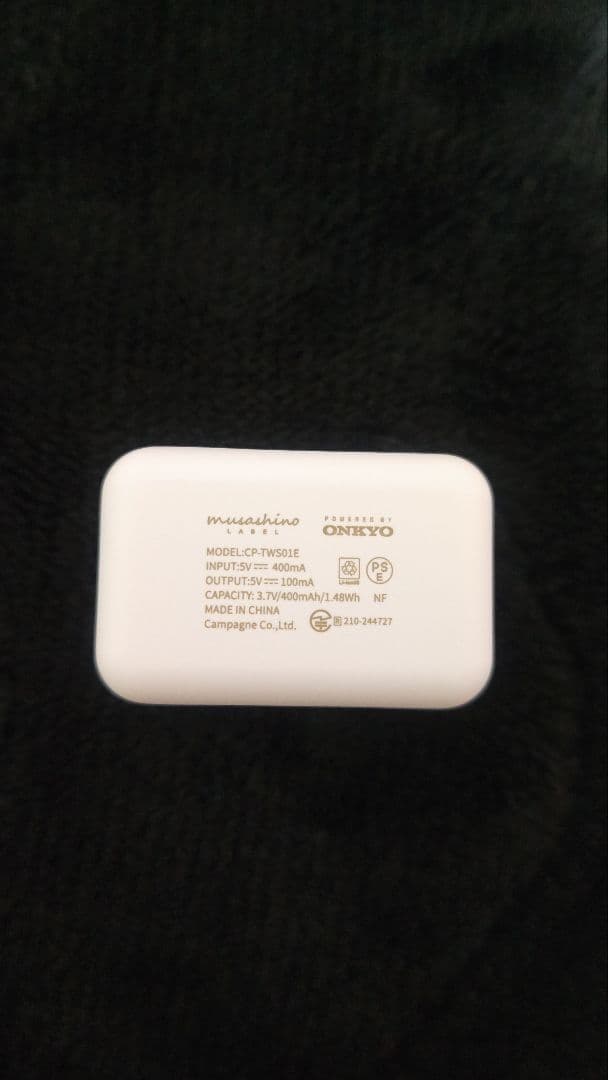 musashino
LABEL
POWERED BY
ONKYO
MODEL:CP-TWS01E
INPUT:5V⎓ 400mA
OUTPUT:5V⎓ 100mA
CAPACITY: 3.7V/400mAh/1.48Wh NF
MADE IN CHINA
Campagne Co.,Ltd.
PS
E
R 210-244727